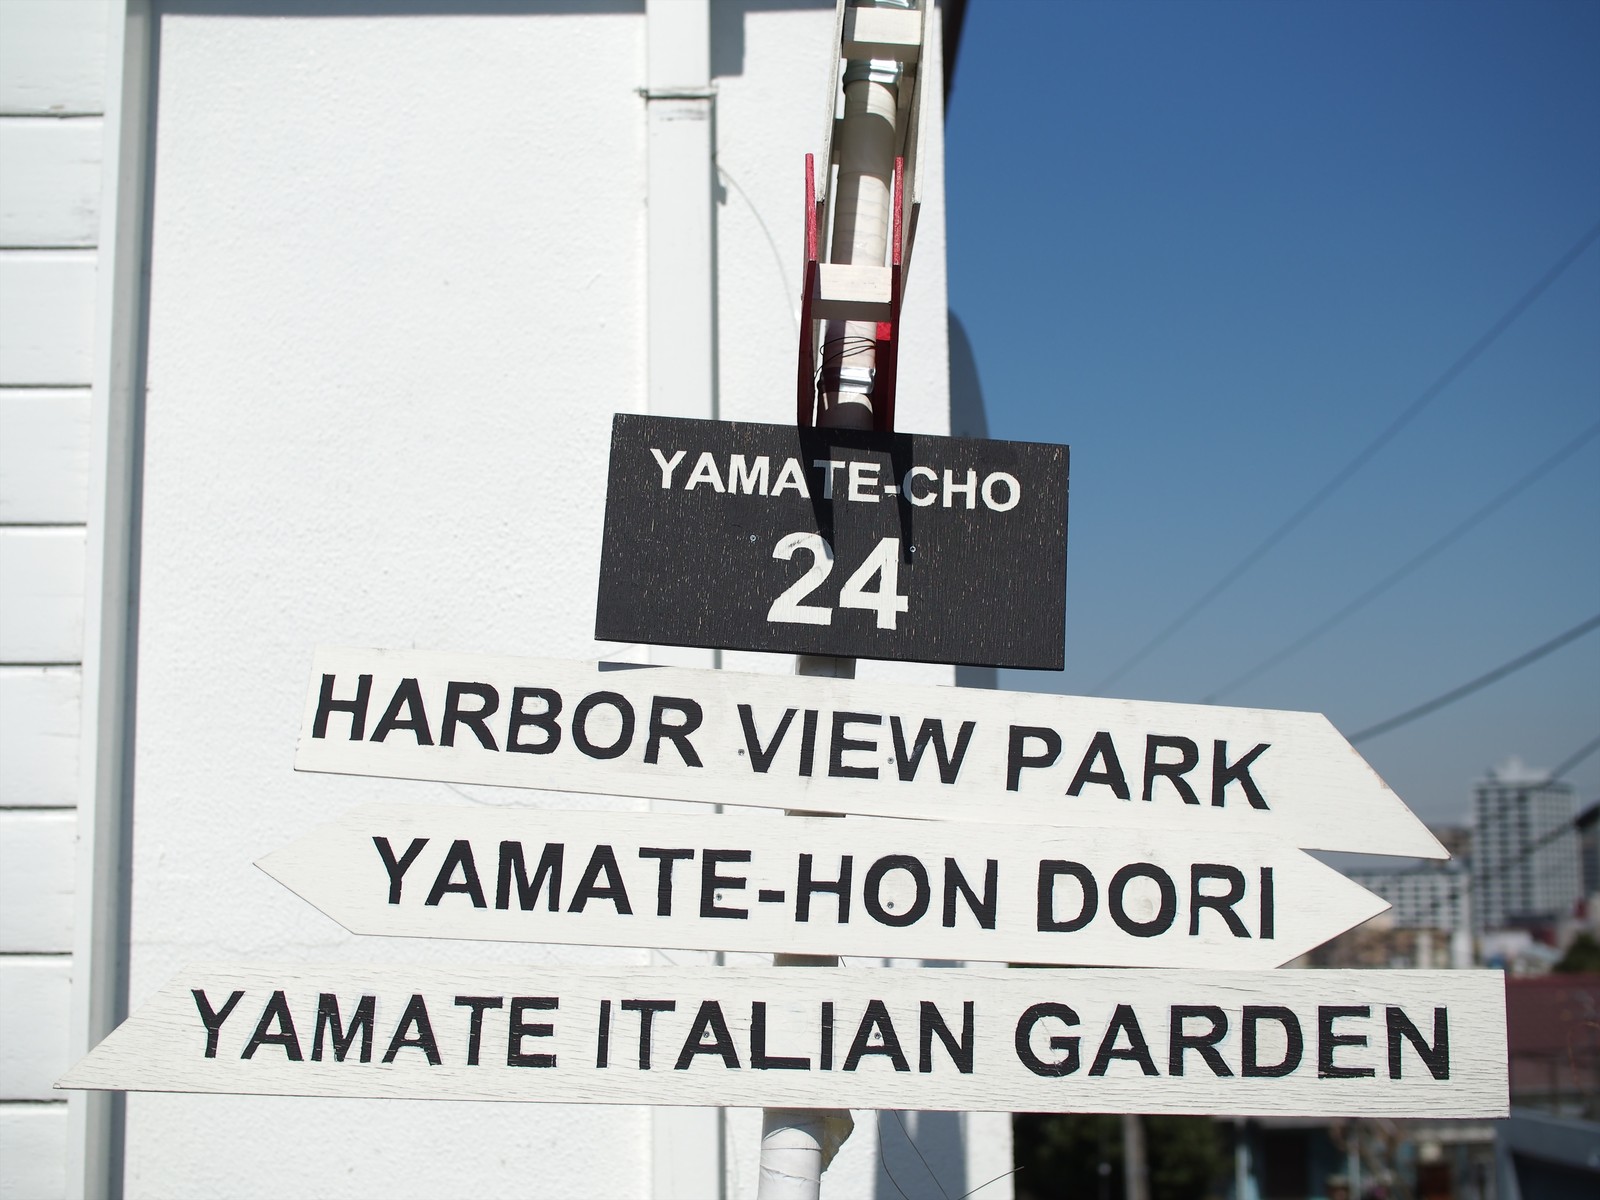 YAMATE-CHO
24
HARBOR VIEW PARK
YAMATE-HON DORI
YAMATE ITALIAN GARDEN